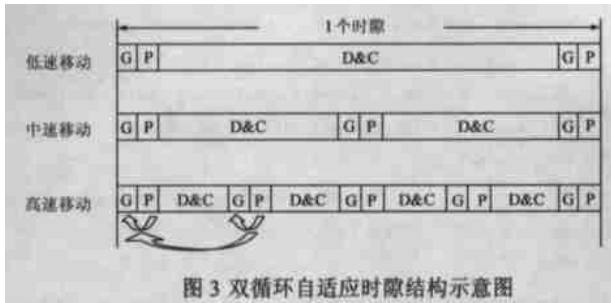 1个时隙
低速移动 G P D&C G P
中速移动 G P D&C G P D&C G P
高速移动 G P D&C G P D&C G P D&C G P D&C G P
图 3 双循环自适应时隙结构示意图